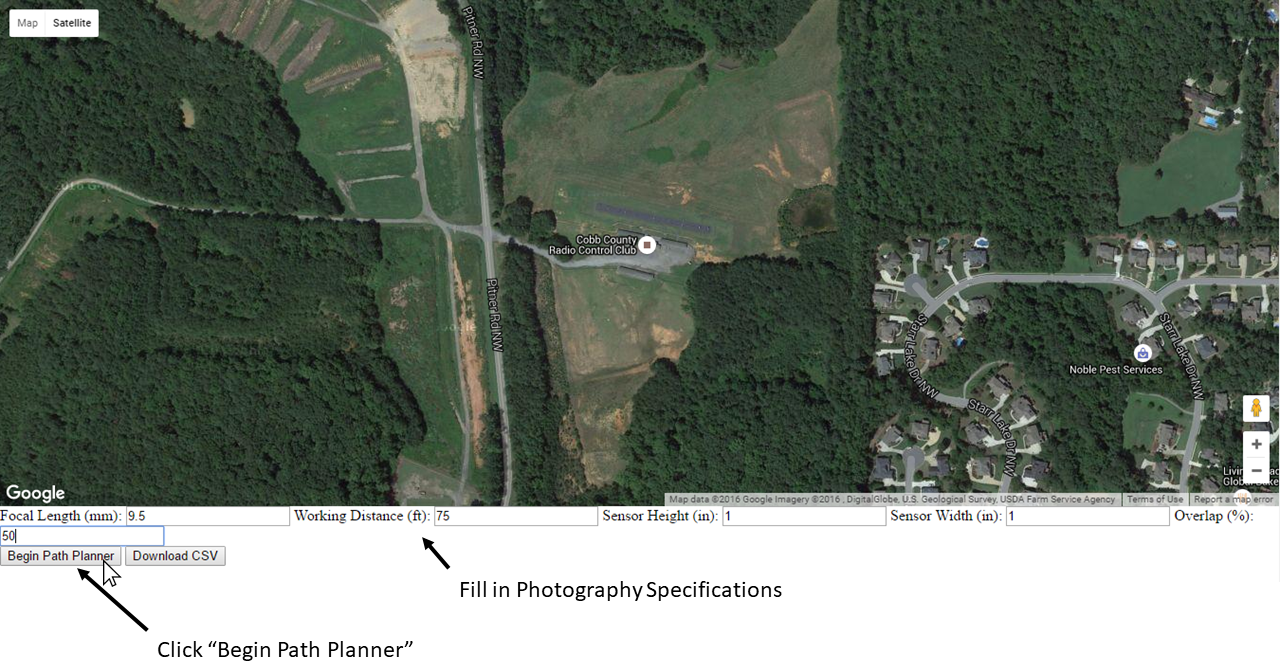 Map Satellite
Pitner Rd NW
Cobb County
Radio Control Club
Pitner Rd NW
Starr Lake Dr NW
Starr Lake Dr NW
Noble Pest Services
Starr Lake Dr NW
Google
Map data ©2016 Google Imagery ©2016 , DigitalGlobe, U.S. Geological Survey, USDA Farm Service Agency Terms of Use Report a map error
Focal Length (mm): 9.5 Working Distance (ft): 75 Sensor Height (in): 1 Sensor Width (in): 1 Overlap (%):
50
Begin Path Planner Download CSV
Fill in Photography Specifications
Click “Begin Path Planner”